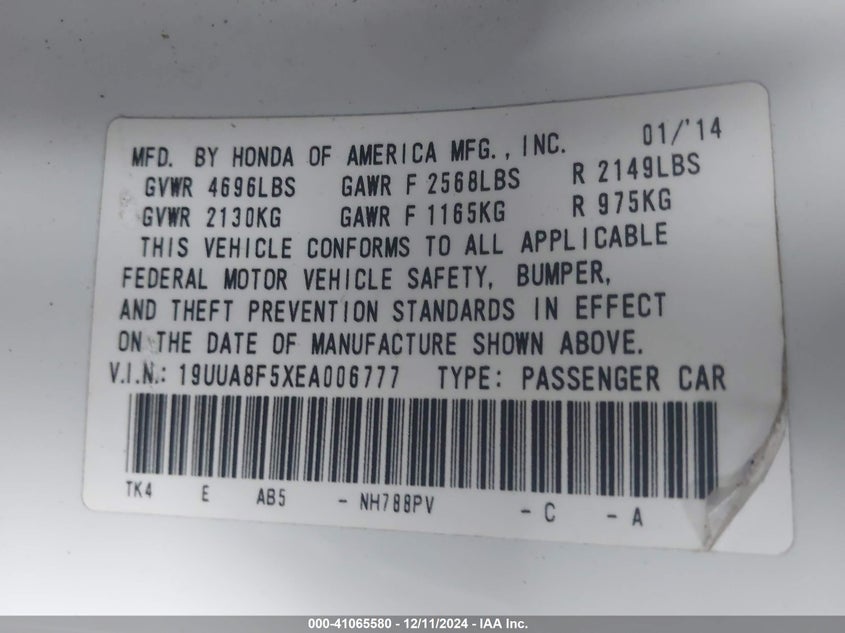 MFD. BY HONDA OF AMERICA MFG., INC. 01/'14
GVWR 4696LBS GAWR F 2568LBS R 2149LBS
GVWR 2130KG GAWR F 1165KG R 975KG
THIS VEHICLE CONFORMS TO ALL APPLICABLE
FEDERAL MOTOR VEHICLE SAFETY, BUMPER,
AND THEFT PREVENTION STANDARDS IN EFFECT
ON THE DATE OF MANUFACTURE SHOWN ABOVE.
V.I.N.: 19UUA8F5XEA006777 TYPE: PASSENGER CAR
TK4 E AB5 - NH788PV - C - A
000-41065580 - 12/11/2024 - IAA Inc.